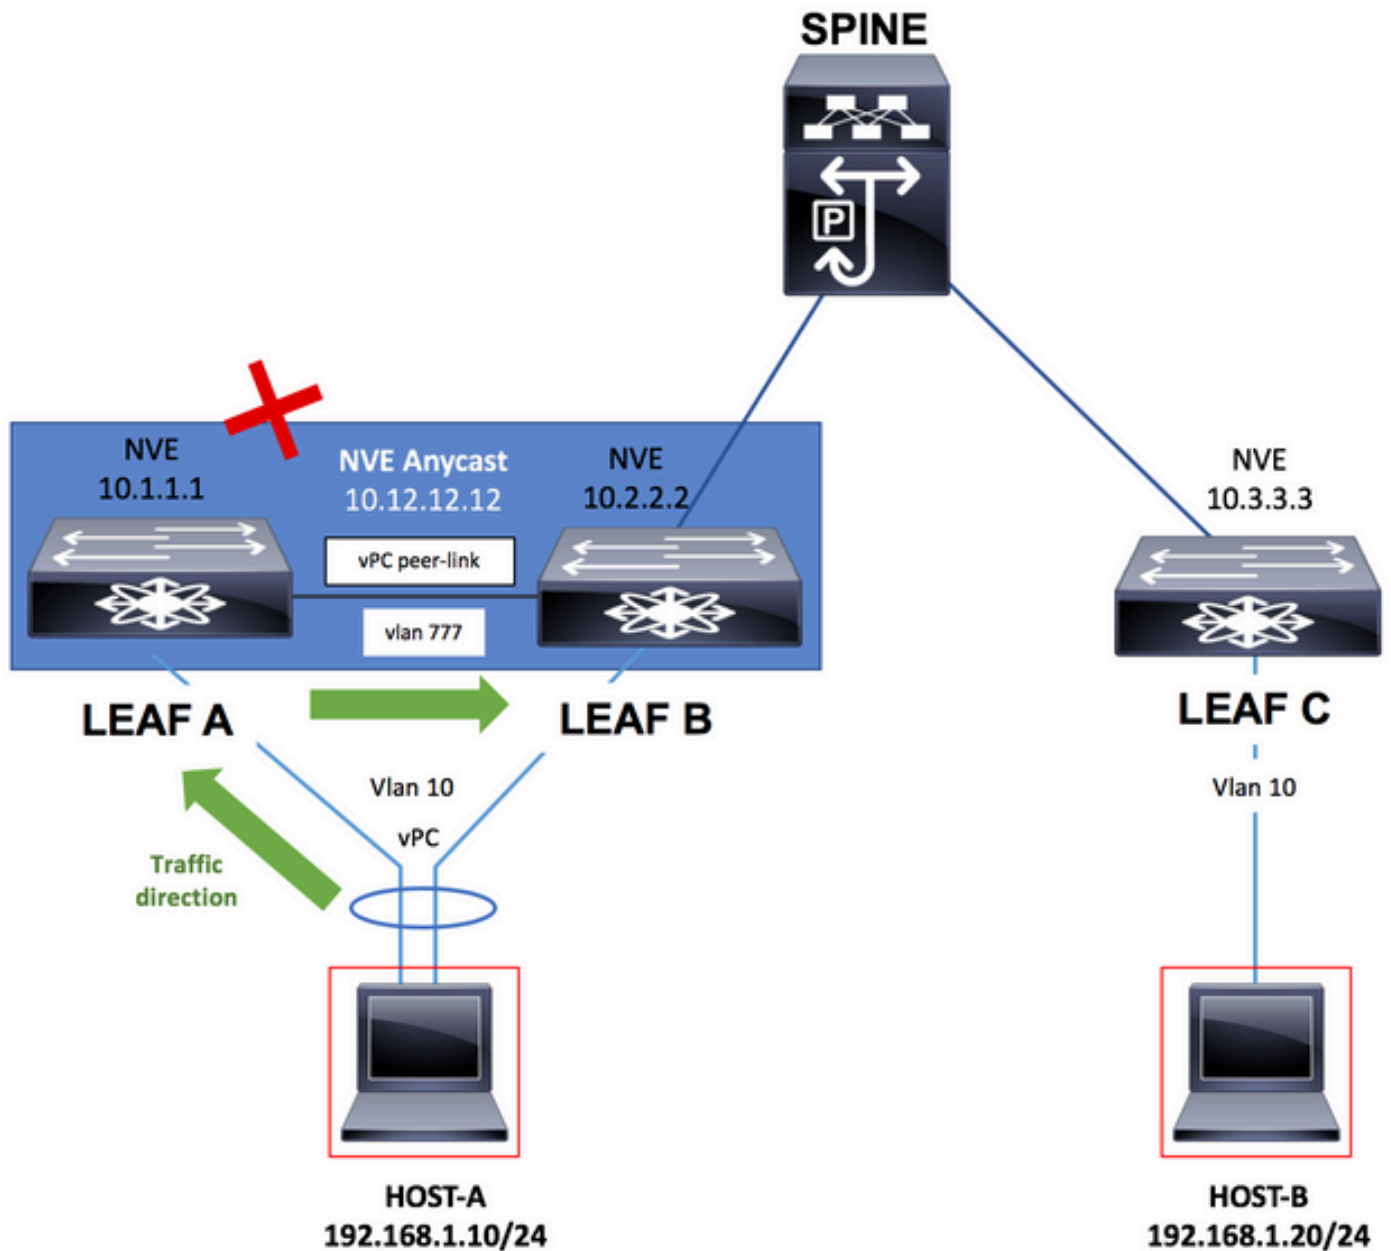 SPINE
P
NVE
10.1.1.1
NVE Anycast
10.12.12.12
NVE
10.2.2.2
NVE
10.3.3.3
vPC peer-link
vlan 777
LEAF A
LEAF B
LEAF C
Vlan 10
vPC
Vlan 10
Traffic
direction
HOST-A
192.168.1.10/24
HOST-B
192.168.1.20/24